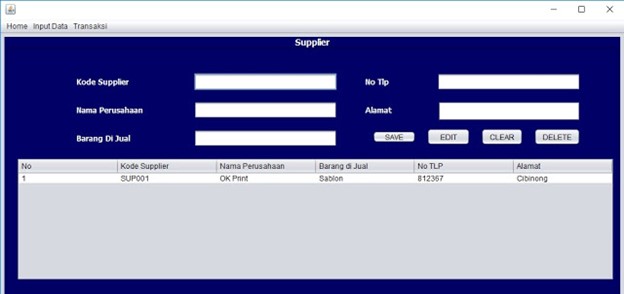 Home Input Data Transaksi
Supplier
Kode Supplier No Tlp
Nama Perusahaan Alamat
Barang Di Jual SAVE EDIT CLEAR DELETE
No Kode Supplier Nama Perusahaan Barang di Jual No TLP Alamat
1 SUP001 OK Print Sablon 812367 Cibinong